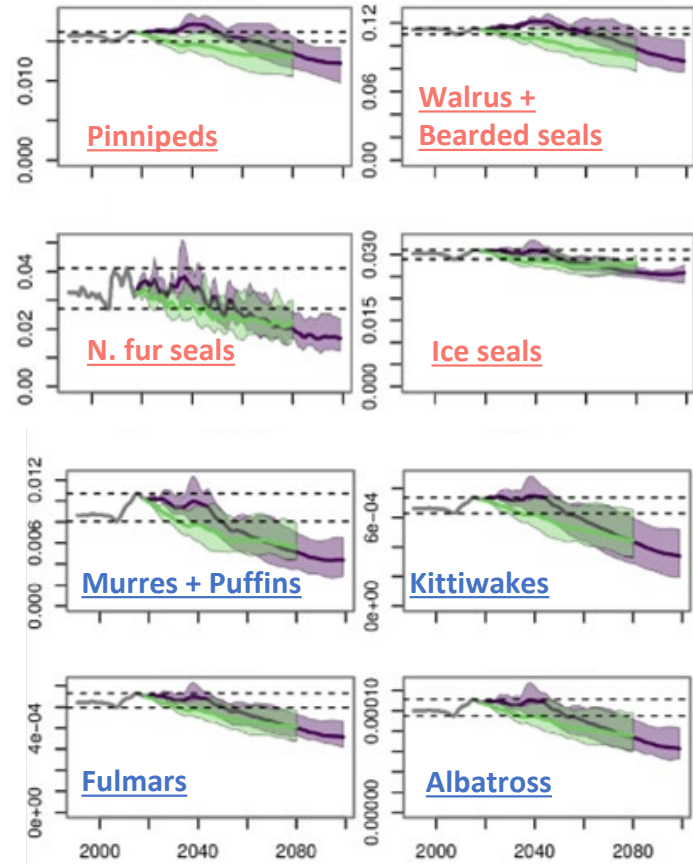 0.000 0.010
Pinnipeds
0.00 0.06 0.12
Walrus +
Bearded seals
0.00 0.02 0.04
N. fur seals
0.000 0.015 0.030
Ice seals
0.000 0.006 0.012
Murres + Puffins
0e+00 6e-04
Kittiwakes
0e+00 4e-04
Fulmars
2000 2040 2080
0.00000 0.00010
Albatross
2000 2040 2080